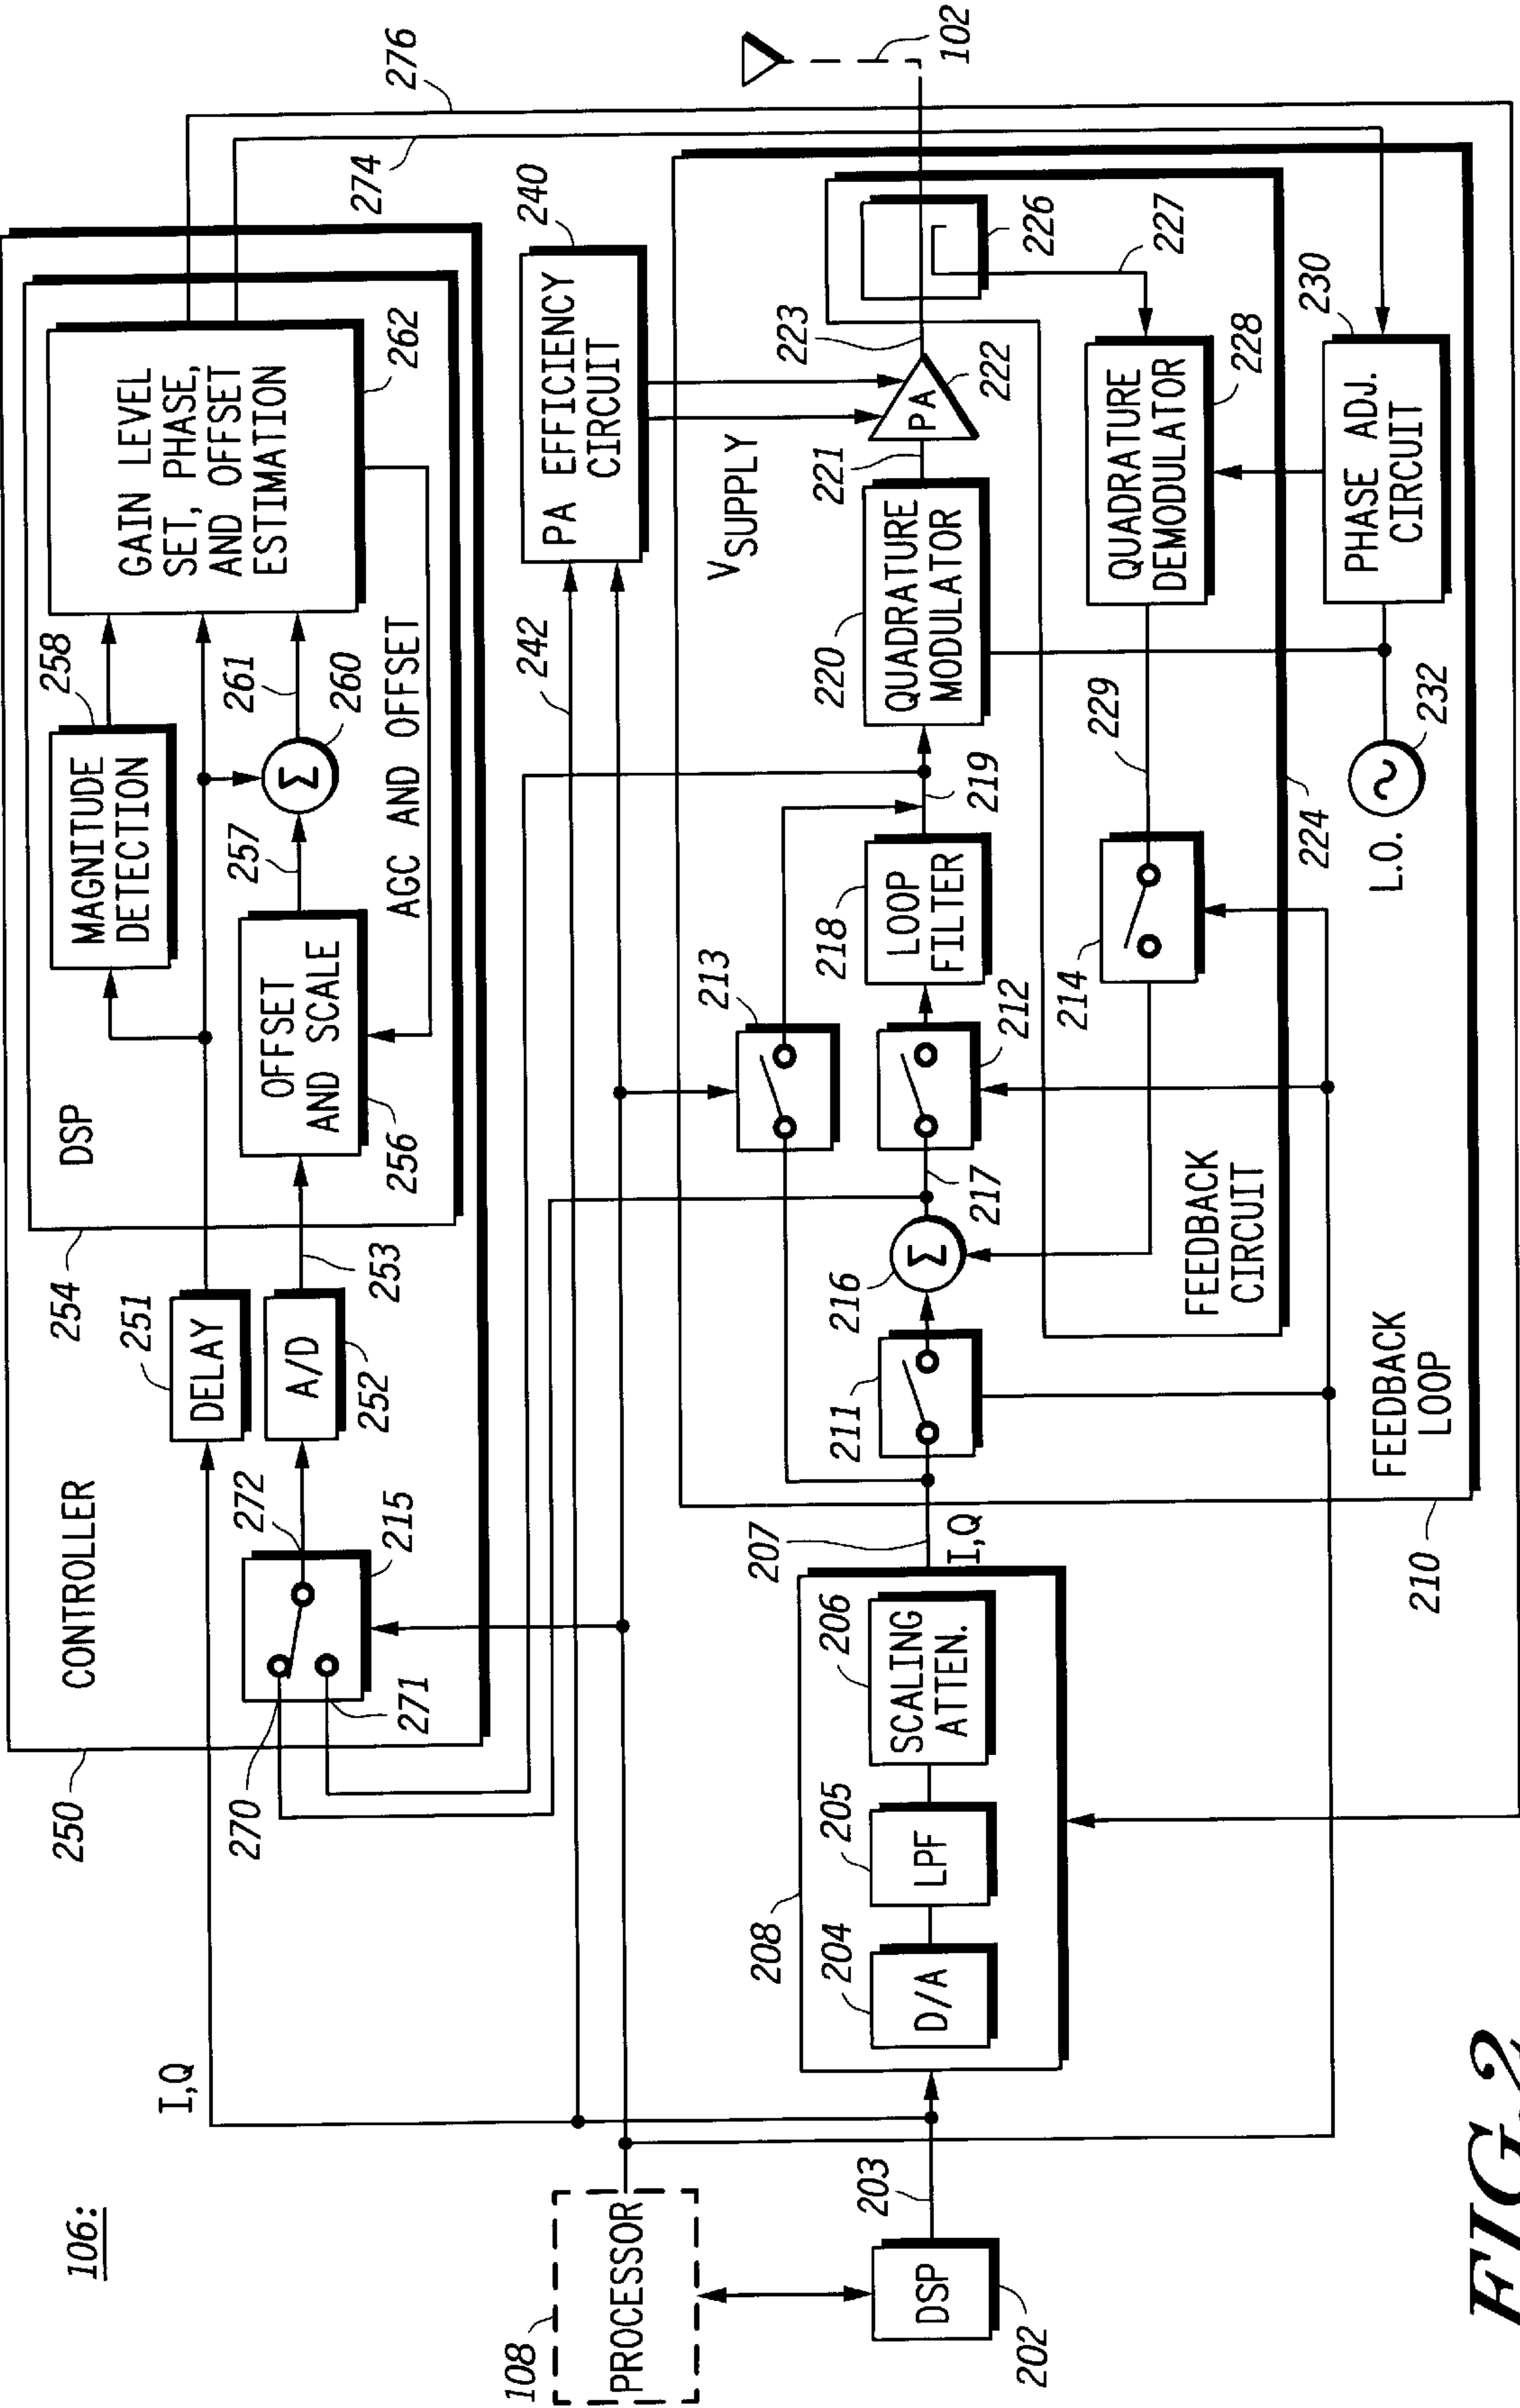 106:
CONTROLLER
250
DSP
254
MAGNITUDE
DETECTION
258
GAIN LEVEL
SET, PHASE,
AND OFFSET
ESTIMATION
262
276
274
I,Q
DELAY
251
A/D
252
253
272
215
270
271
OFFSET
AND SCALE
256
257
261
Σ
260
AGC AND OFFSET
242
PA EFFICIENCY
CIRCUIT
240
VSUPPLY
108
PROCESSOR
DSP
202
203
208
D/A
204
LPF
205
SCALING
ATTEN.
206
207
I,Q
211
213
216
Σ
217
212
218
LOOP
FILTER
219
220
QUADRATURE
MODULATOR
221
PA
222
223
226
227
102
214
229
QUADRATURE
DEMODULATOR
228
FEEDBACK
CIRCUIT
224
L.O.
232
PHASE ADJ.
CIRCUIT
230
FEEDBACK
LOOP
210
FIG.2